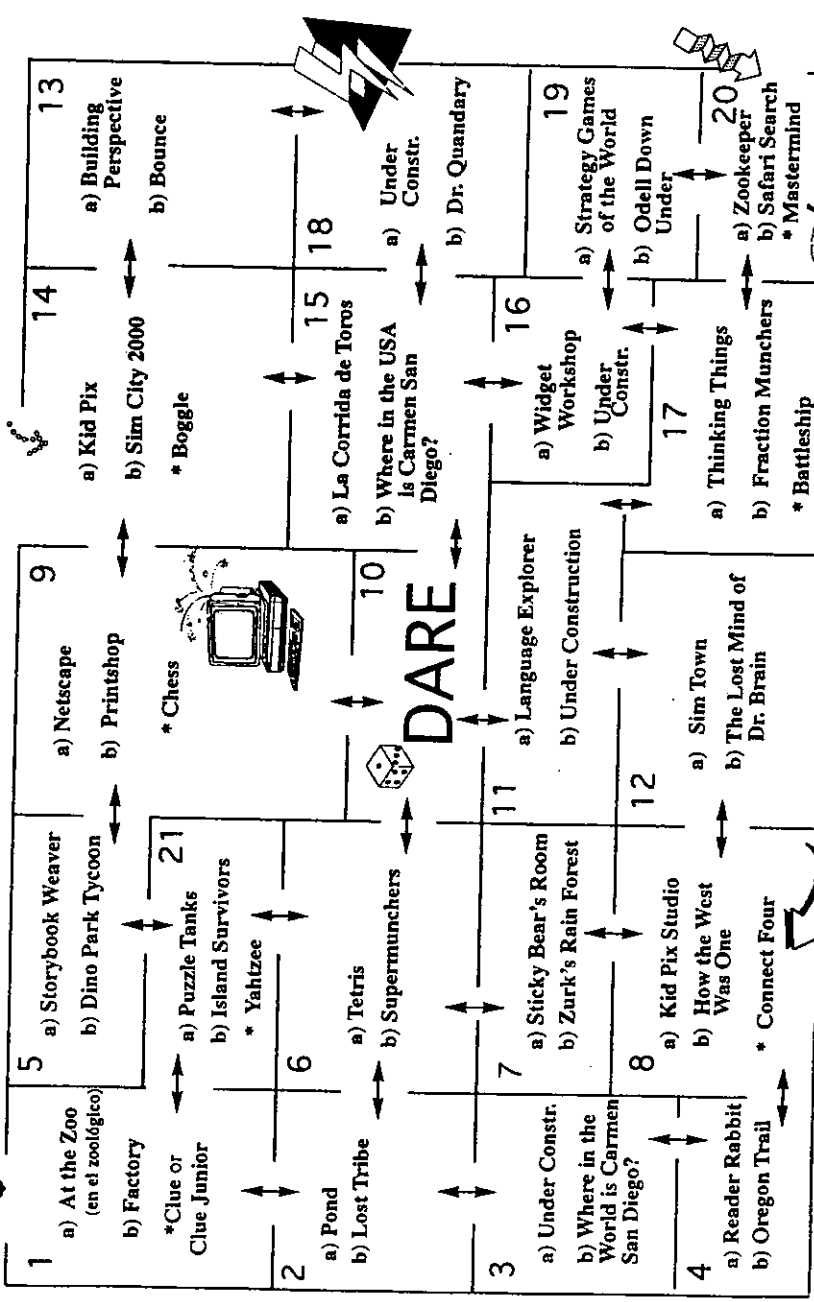 1
a) At the Zoo
(en el zoológico)
b) Factory
*Clue or
Clue Junior
2
a) Pond
b) Lost Tribe
3
a) Under Constr.
b) Where in the
World is Carmen
San Diego?
4
a) Reader Rabbit
b) Oregon Trail
5
a) Storybook Weaver
b) Dino Park Tycoon
21
a) Puzzle Tanks
b) Island Survivors
* Yahtzee
6
a) Tetris
b) Supermunchers
7
a) Sticky Bear's Room
b) Zurk's Rain Forest
8
a) Kid Pix Studio
b) How the West
Was One
* Connect Four
9
a) Netscape
b) Printshop
* Chess
10
DARE
11
a) Language Explorer
b) Under Construction
12
a) Sim Town
b) The Lost Mind of
Dr. Brain
14
a) Kid Pix
b) Sim City 2000
* Boggle
15
a) La Corrida de Toros
b) Where in the USA
is Carmen San
Diego?
16
a) Widget
Workshop
b) Under
Constr.
17
a) Thinking Things
b) Fraction Munchers
* Battleship
13
a) Building
Perspective
b) Bounce
18
a) Under
Constr.
b) Dr. Quandary
19
a) Strategy Games
of the World
b) Odell Down
Under
20
a) Zookeeper
b) Safari Search
* Mastermind